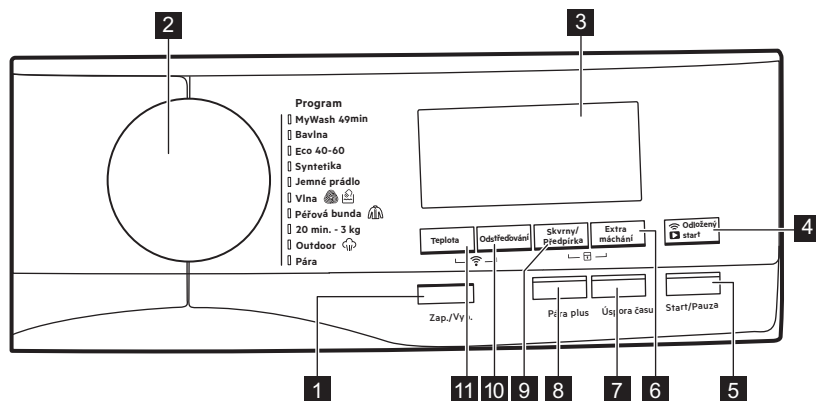 2
3
Program
MyWash 49min
Bavlna
Eco 40-60
Syntetika
Jemné prádlo
Vlna
Péřová bunda
20 min. - 3 kg
Outdoor
Pára
Teplota
Odstřeďování
Skvrny/
Předpírka
Extra
máchání
Odložený
start
4
Zap./Vyp.
Pára plus
Úspora času
Start/Pauza
1
11
10
9
8
7
6
5